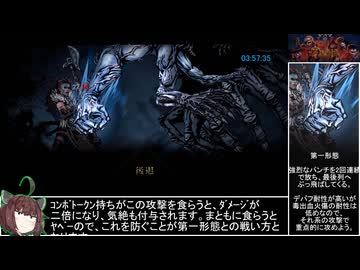 03:57:35
回避
ｺﾝﾎﾞﾄｰｸﾝ持ちがこの攻撃を食らうと、ﾀﾞﾒｰｼﾞが
二倍になり、気絶も付与されます。まともに食らうと
ヤベーので、これを防ぐことが第一形態との戦い方と
第一形態
強烈なパンチを2回連続
で放ち、最後列へ
ぶっ飛ばしてくる。
デバフ耐性が高いが
毒出血火傷の耐性は
低めなので、
それ系の攻撃で
重点的に攻めよう。